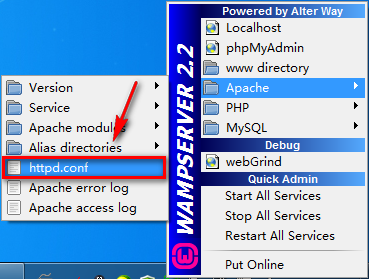 Version
Service
Apache modules
Alias directories
httpd.conf
Apache error log
Apache access log
WAMPSERVER 2.2
Powered by Alter Way
Localhost
phpMyAdmin
www directory
Apache
PHP
MySQL
Debug
webGrind
Quick Admin
Start All Services
Stop All Services
Restart All Services
Put Online